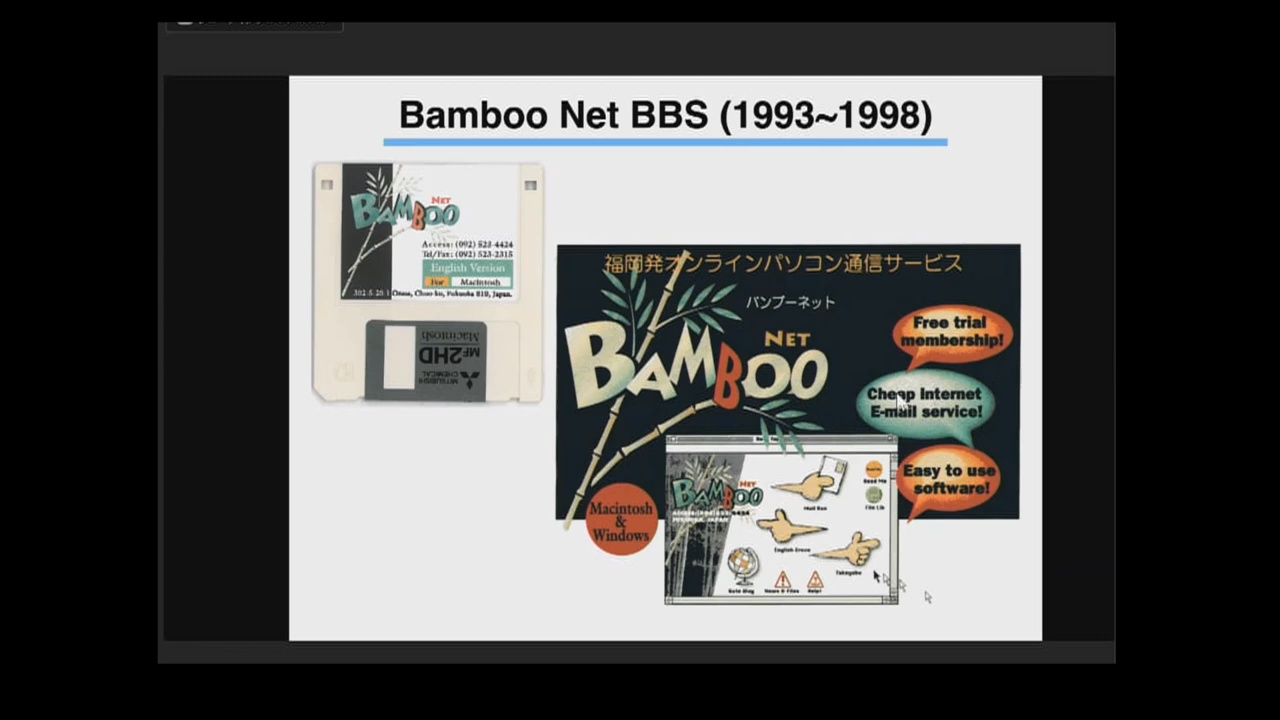 Bamboo Net BBS (1993~1998)
BAMBOO NET
Access: (092) 523-4424
Tel/Fax: (092) 523-2315
English Version
For Macintosh
Chuo-ku, Fukuoka 810, Japan.
Macintosh
MF2HD
MITSUBISHI
CHEMICAL
福岡発オンラインパソコン通信サービス
バンブーネット
BAMBOO NET
Free trial
membership!
Cheap Internet
E-mail service!
Easy to use
software!
Macintosh
&
Windows
BAMBOO NET
Read Me
File Lib
Mail Box
Takeyabu
Help!